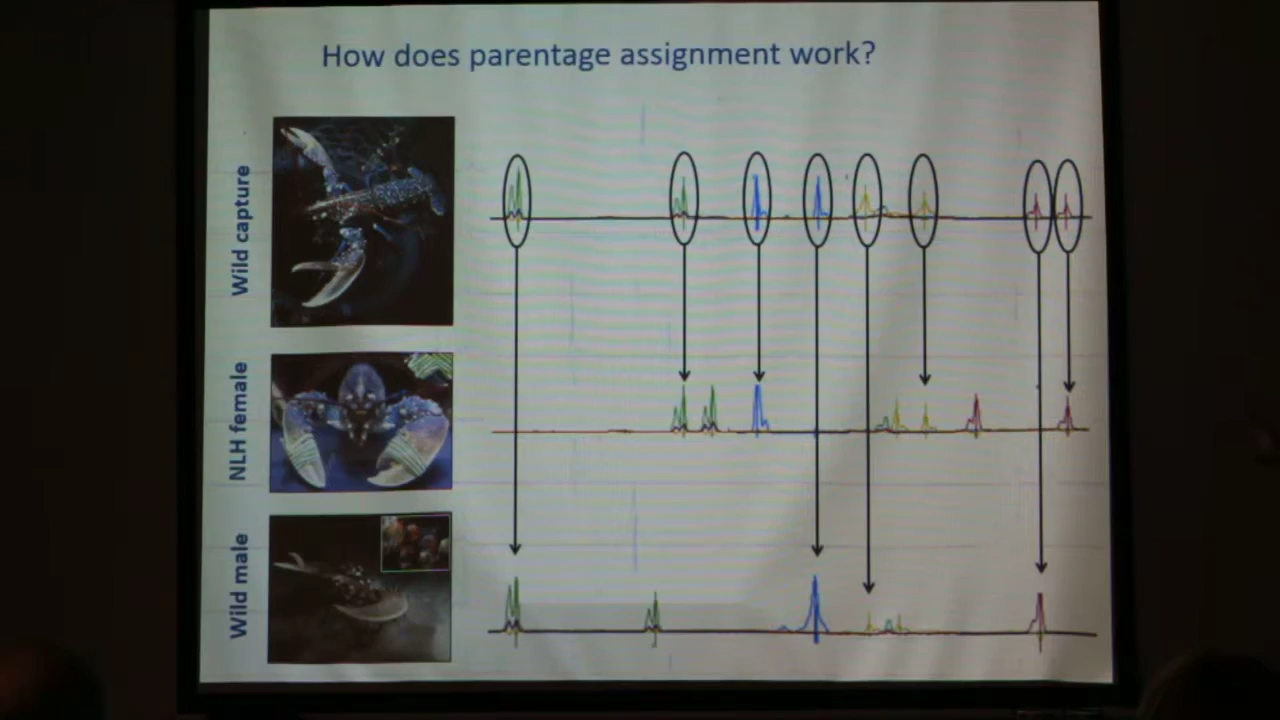 How does parentage assignment work?
Wild capture
NLH female
Wild male